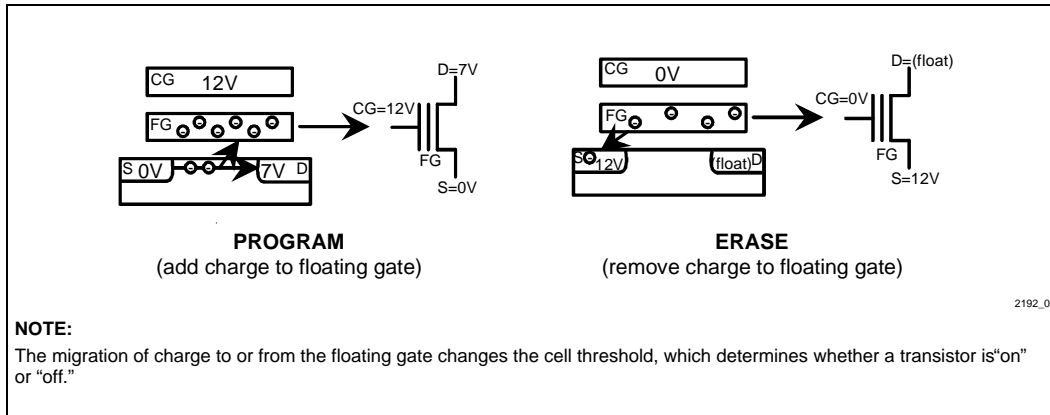 CG 12V
FG
S 0V 7V D
D=7V
CG=12V
FG
S=0V
PROGRAM
(add charge to floating gate)
CG 0V
FG
S 12V (float) D
D=(float)
CG=0V
FG
S=12V
ERASE
(remove charge to floating gate)
2192_0
NOTE:
The migration of charge to or from the floating gate changes the cell threshold, which determines whether a transistor is“on”
or “off.”